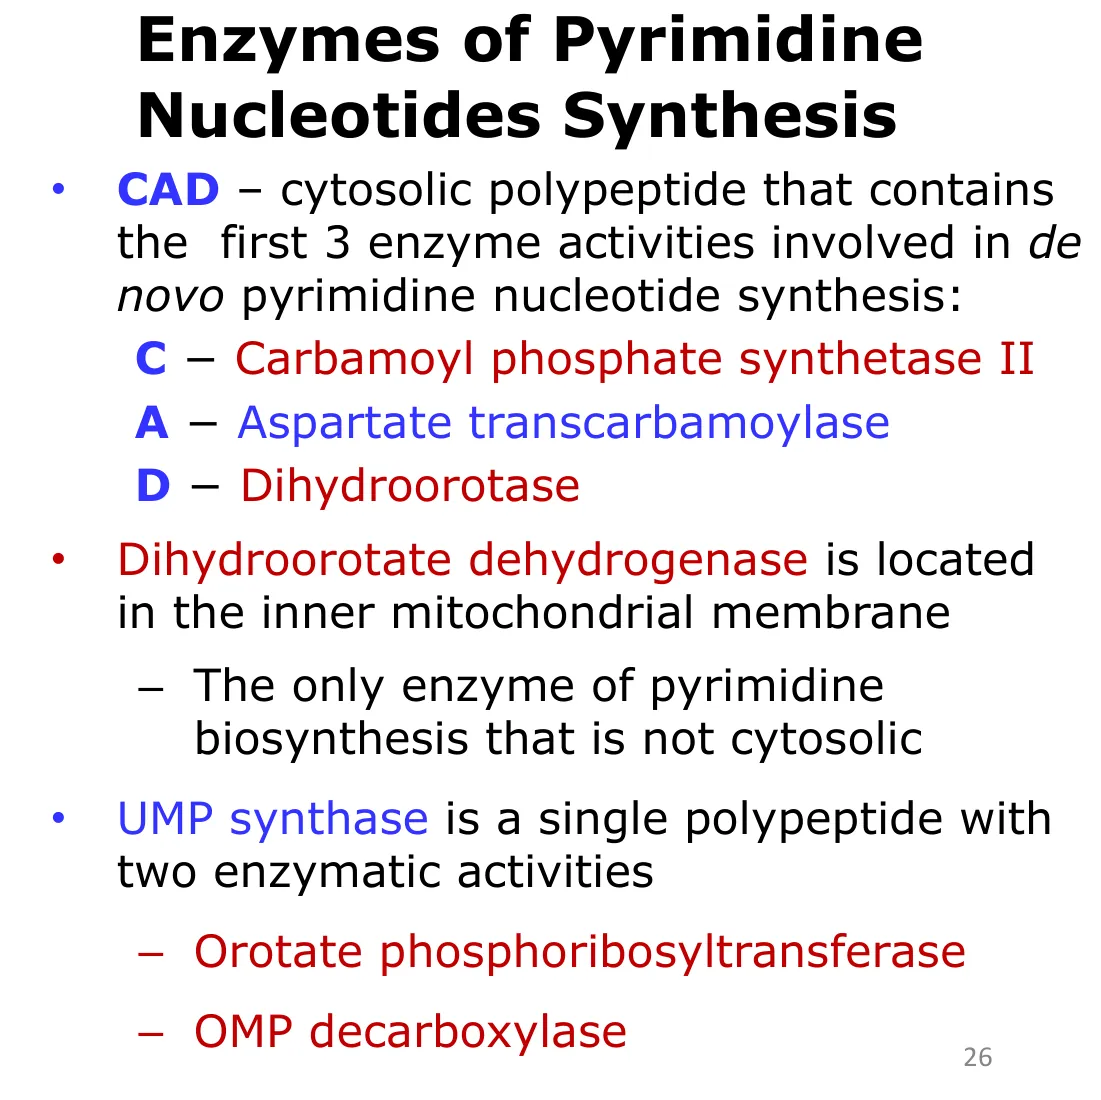 Enzymes of Pyrimidine
Nucleotides Synthesis
• CAD – cytosolic polypeptide that contains
the  first 3 enzyme activities involved in de
novo pyrimidine nucleotide synthesis:
C – Carbamoyl phosphate synthetase II
A – Aspartate transcarbamoylase
D – Dihydroorotase
• Dihydroorotate dehydrogenase is located
in the inner mitochondrial membrane
– The only enzyme of pyrimidine
biosynthesis that is not cytosolic
• UMP synthase is a single polypeptide with
two enzymatic activities
– Orotate phosphoribosyltransferase
– OMP decarboxylase
26